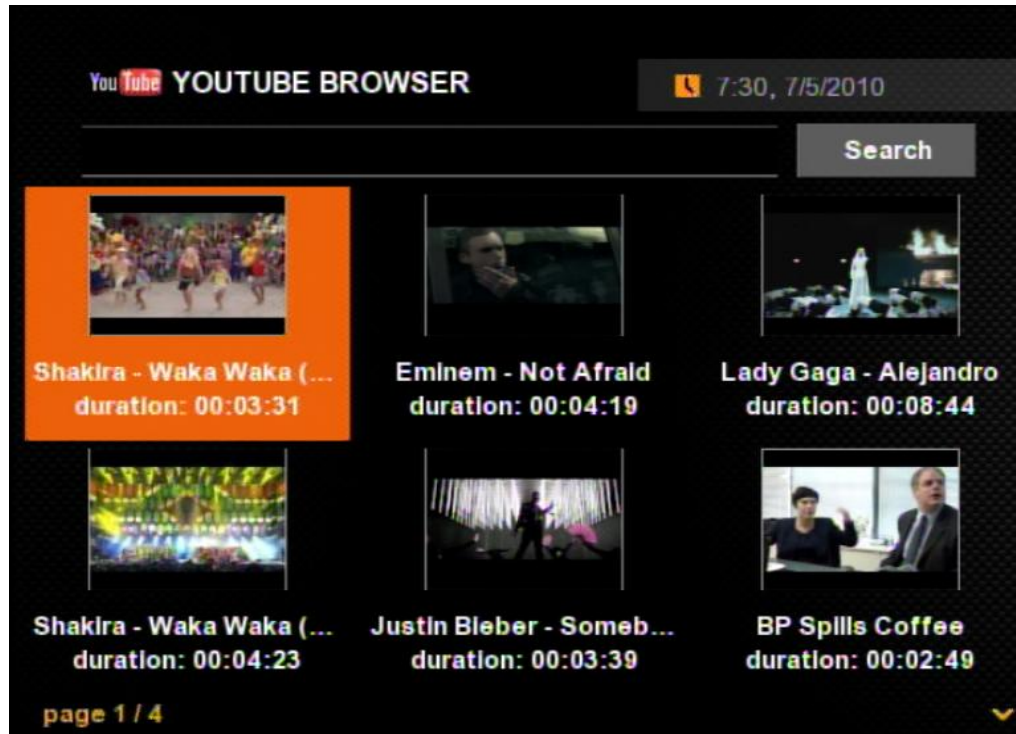 YouTube YOUTUBE BROWSER
7:30, 7/5/2010
Search
Shakira - Waka Waka (...
duration: 00:03:31
Eminem - Not Afraid
duration: 00:04:19
Lady Gaga - Alejandro
duration: 00:08:44
Shakira - Waka Waka (...
duration: 00:04:23
Justin Bieber - Someb...
duration: 00:03:39
BP Spills Coffee
duration: 00:02:49
page 1 / 4